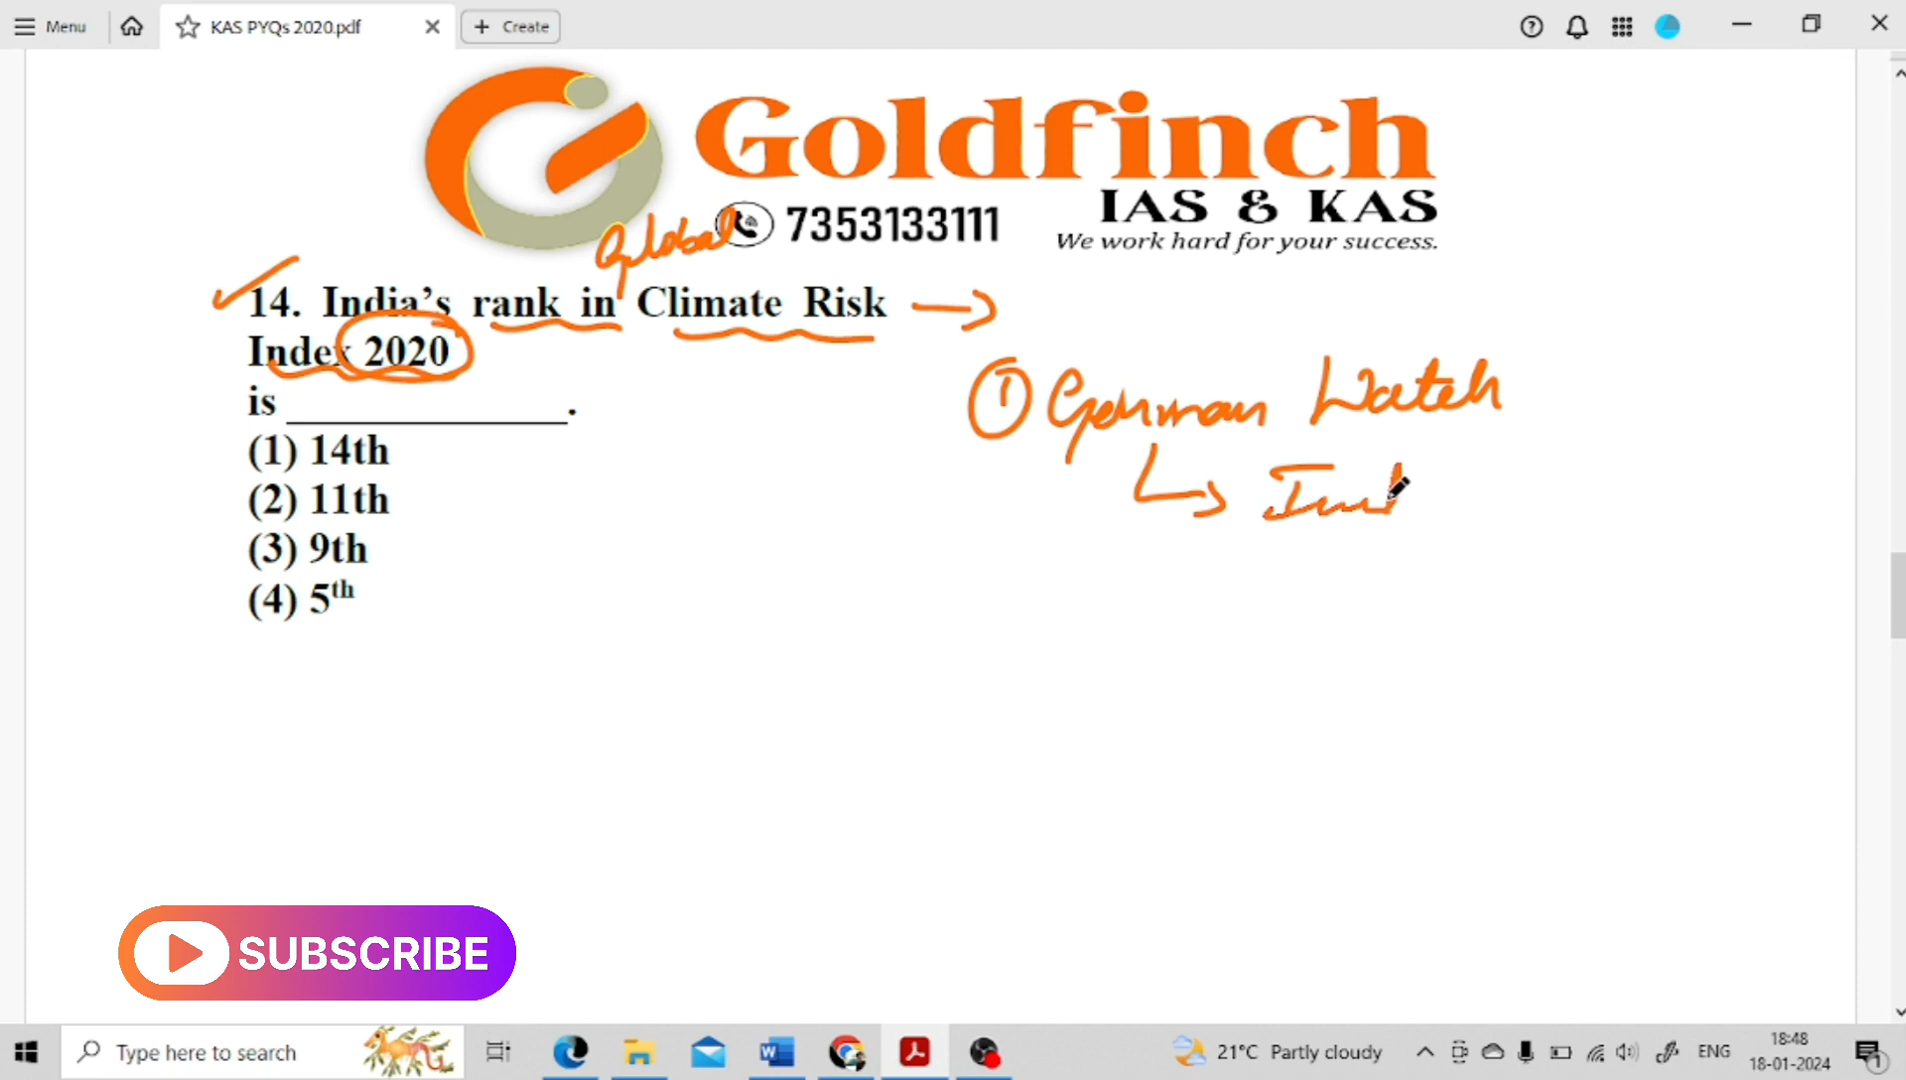 Menu
KAS PYQs 2020.pdf
+ Create
Goldfinch
IAS & KAS
7353133111
We work hard for your success.
Global
14. India's rank in Climate Risk
Index 2020
is ______________.
① German Watch
(1) 14th
(2) 11th
(3) 9th
(4) 5th
SUBSCRIBE
Type here to search
21°C Partly cloudy
ENG
18:48
18-01-2024
1